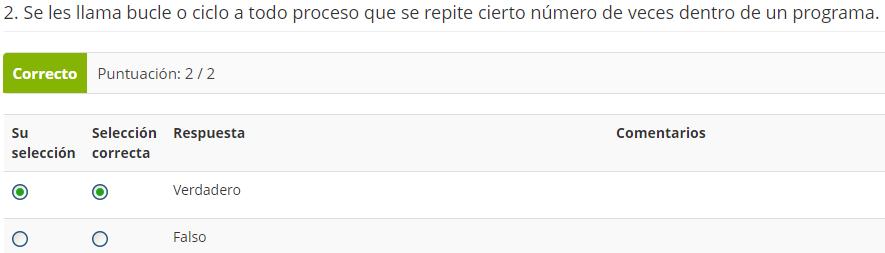 2. Se les llama bucle o ciclo a todo proceso que se repite cierto número de veces dentro de un programa.
Correcto Puntuación: 2 / 2
Su selección Selección correcta Respuesta Comentarios
Verdadero
Falso